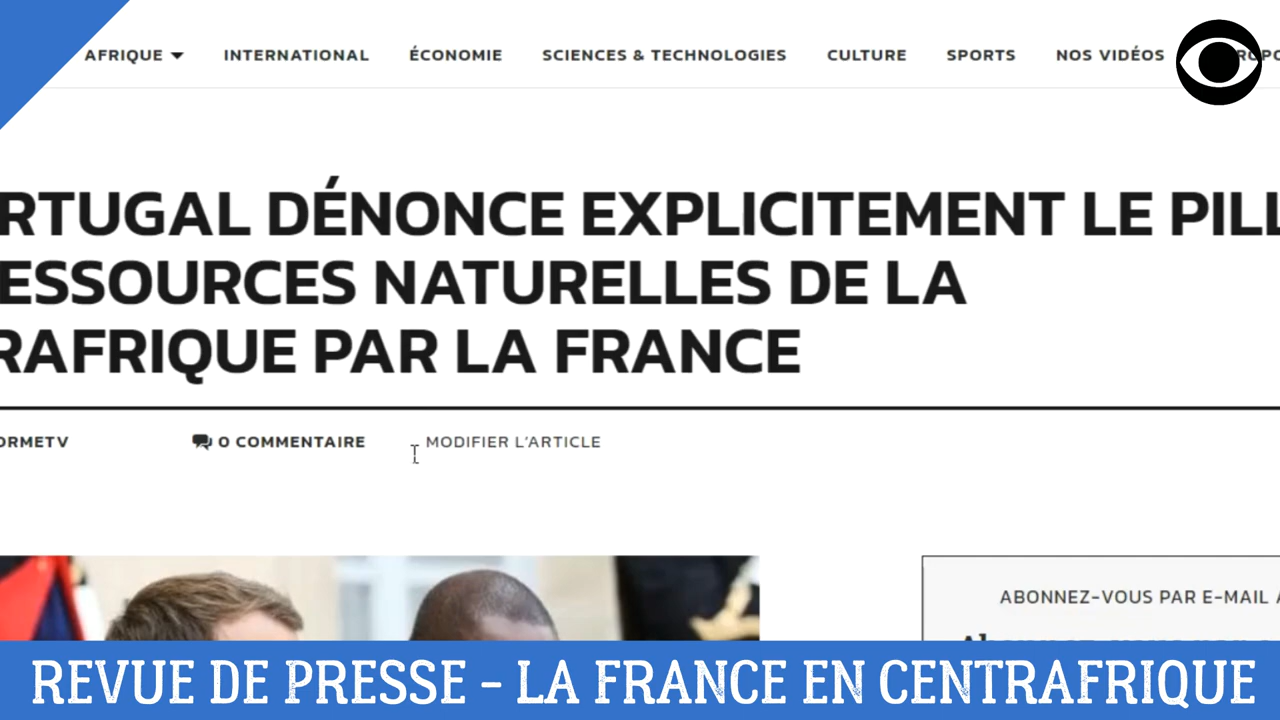 AFRIQUE INTERNATIONAL ÉCONOMIE SCIENCES & TECHNOLOGIES CULTURE SPORTS NOS VIDÉOS
RTUGAL DÉNONCE EXPLICITEMENT LE PILL
ESSOURCES NATURELLES DE LA
RAFRIQUE PAR LA FRANCE
ORMETV 0 COMMENTAIRE MODIFIER L'ARTICLE
ABONNEZ-VOUS PAR E-MAIL A
REVUE DE PRESSE - LA FRANCE EN CENTRAFRIQUE